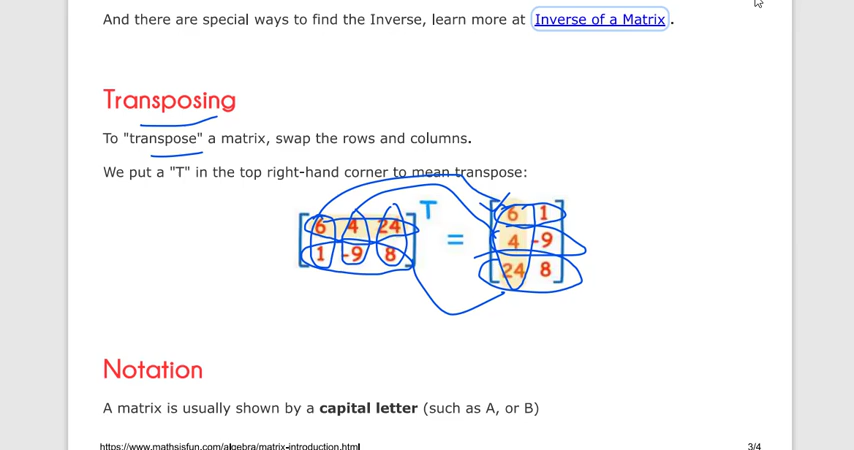 And there are special ways to find the Inverse, learn more at Inverse of a Matrix.
Transposing
To "transpose" a matrix, swap the rows and columns.
We put a "T" in the top right-hand corner to mean transpose:
[6 4 24
1 -9 8]T = [6 1
4 -9
24 8]
Notation
A matrix is usually shown by a capital letter (such as A, or B)
https://www.mathsisfun.com/algebra/matrix-introduction.html 3/4